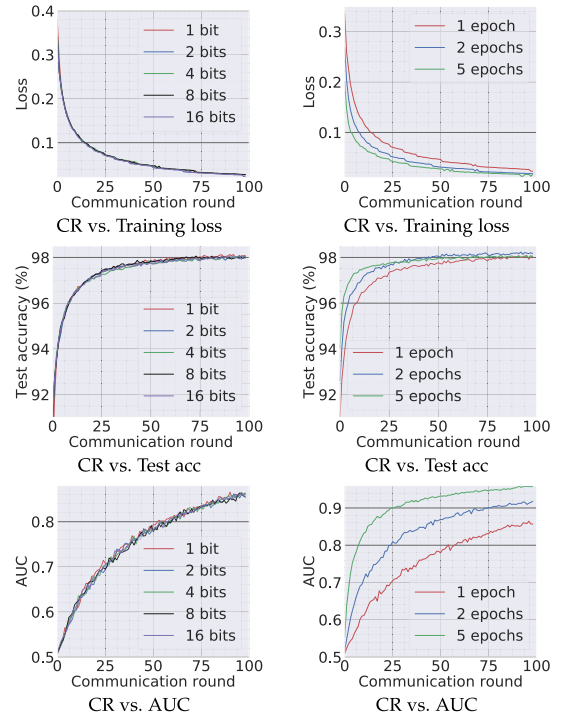 0.4
0.3
0.2
0.1
Loss
1 bit
2 bits
4 bits
8 bits
16 bits
0 25 50 75 100
Communication round
CR vs. Training loss
0.3
0.2
0.1
Loss
1 epoch
2 epochs
5 epochs
0 25 50 75 100
Communication round
CR vs. Training loss
98
96
94
92
Test accuracy (%)
1 bit
2 bits
4 bits
8 bits
16 bits
0 25 50 75 100
Communication round
CR vs. Test acc
98
96
94
92
Test accuracy (%)
1 epoch
2 epochs
5 epochs
0 25 50 75 100
Communication round
CR vs. Test acc
0.8
0.7
0.6
0.5
AUC
1 bit
2 bits
4 bits
8 bits
16 bits
0 25 50 75 100
Communication round
CR vs. AUC
0.9
0.8
0.7
0.6
0.5
AUC
1 epoch
2 epochs
5 epochs
0 25 50 75 100
Communication round
CR vs. AUC